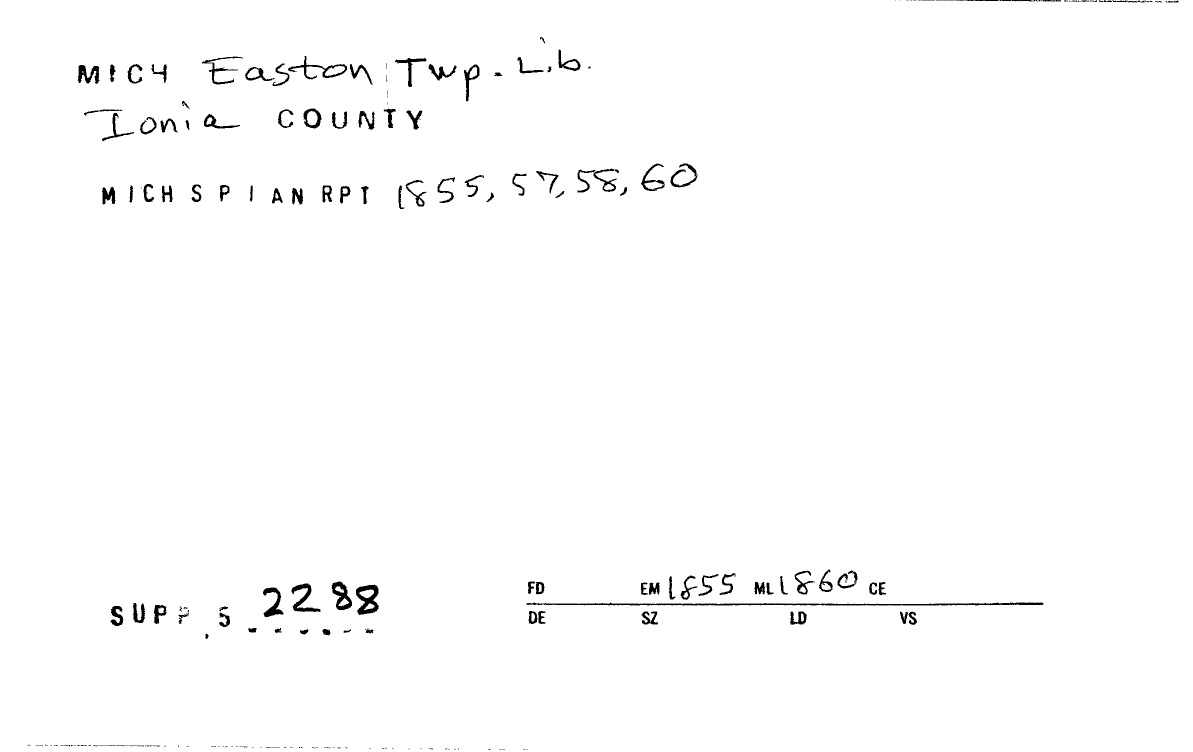 MICH Easton Twp. Lib.
Ionia COUNTY
MICH S P I AN RPT 1855, 57, 58, 60
SUPP. 5 2288
FD EM 1855 ML 1860 CE
DE SZ LD VS